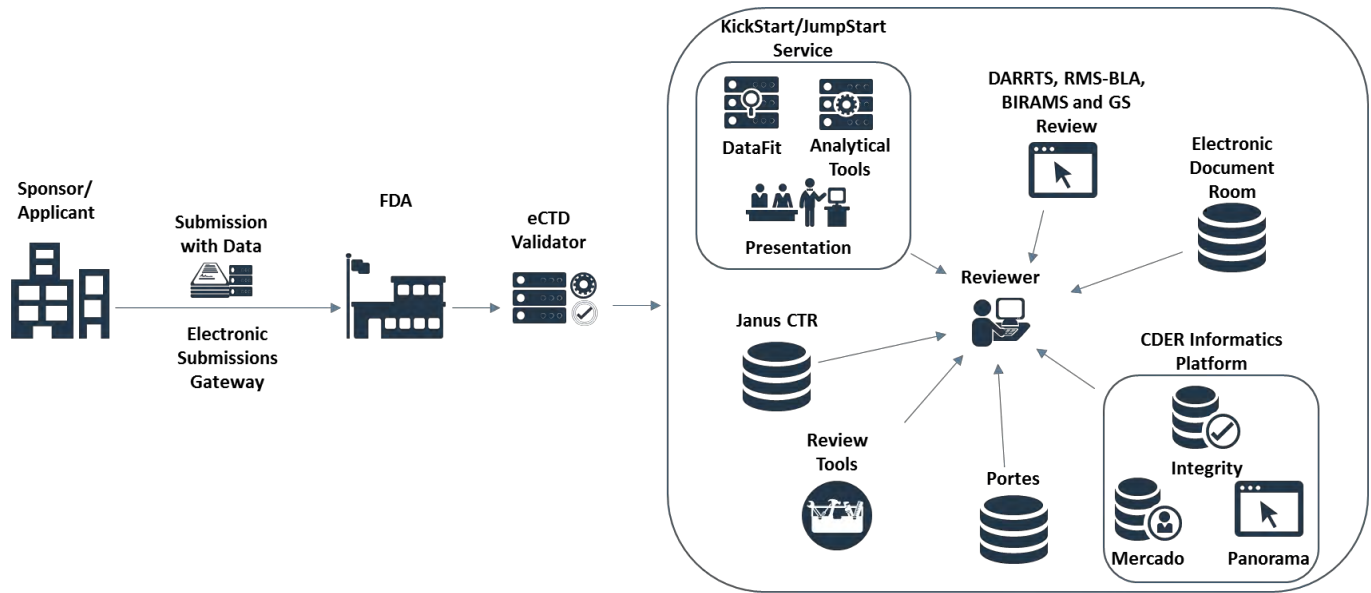 Sponsor/
Applicant
Submission
with Data
Electronic
Submissions
Gateway
FDA
eCTD
Validator
KickStart/JumpStart
Service
DataFit
Analytical
Tools
Presentation
DARRTS, RMS-BLA,
BIRAMS and GS
Review
Electronic
Document
Room
Reviewer
Janus CTR
Review
Tools
Portes
CDER Informatics
Platform
Integrity
Mercado
Panorama